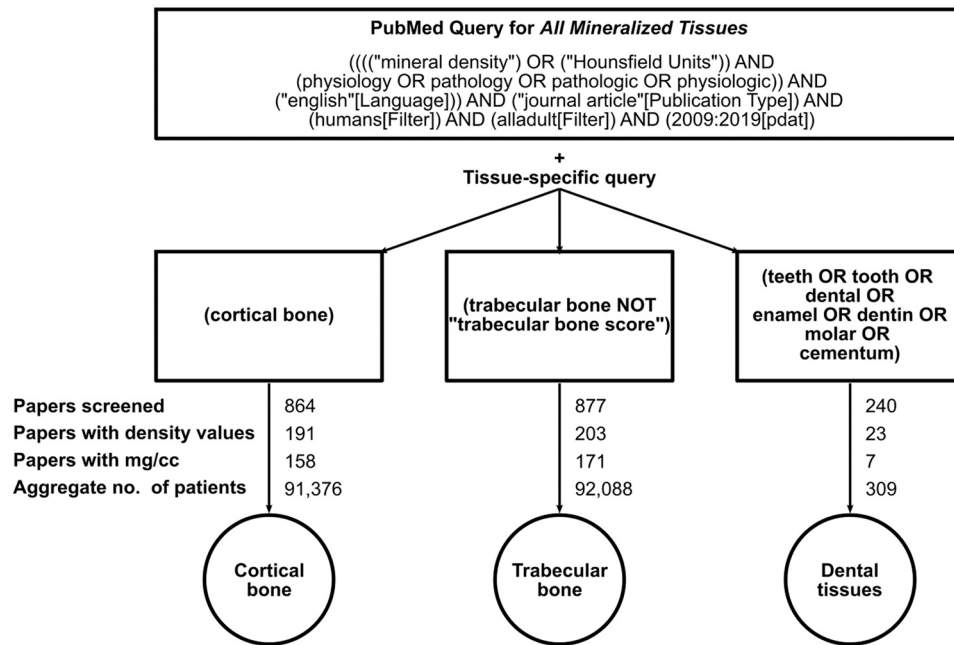 PubMed Query for All Mineralized Tissues
(((("mineral density") OR ("Hounsfield Units")) AND
(physiology OR pathology OR pathologic OR physiologic)) AND
("english"[Language])) AND ("journal article"[Publication Type]) AND
(humans[Filter]) AND (alladult[Filter]) AND (2009:2019[pdat])
+
Tissue-specific query
(cortical bone)
(trabecular bone NOT
"trabecular bone score")
(teeth OR tooth OR
dental OR
enamel OR dentin OR
molar OR
cementum)
Papers screened 864 877 240
Papers with density values 191 203 23
Papers with mg/cc 158 171 7
Aggregate no. of patients 91,376 92,088 309
Cortical
bone
Trabecular
bone
Dental
tissues